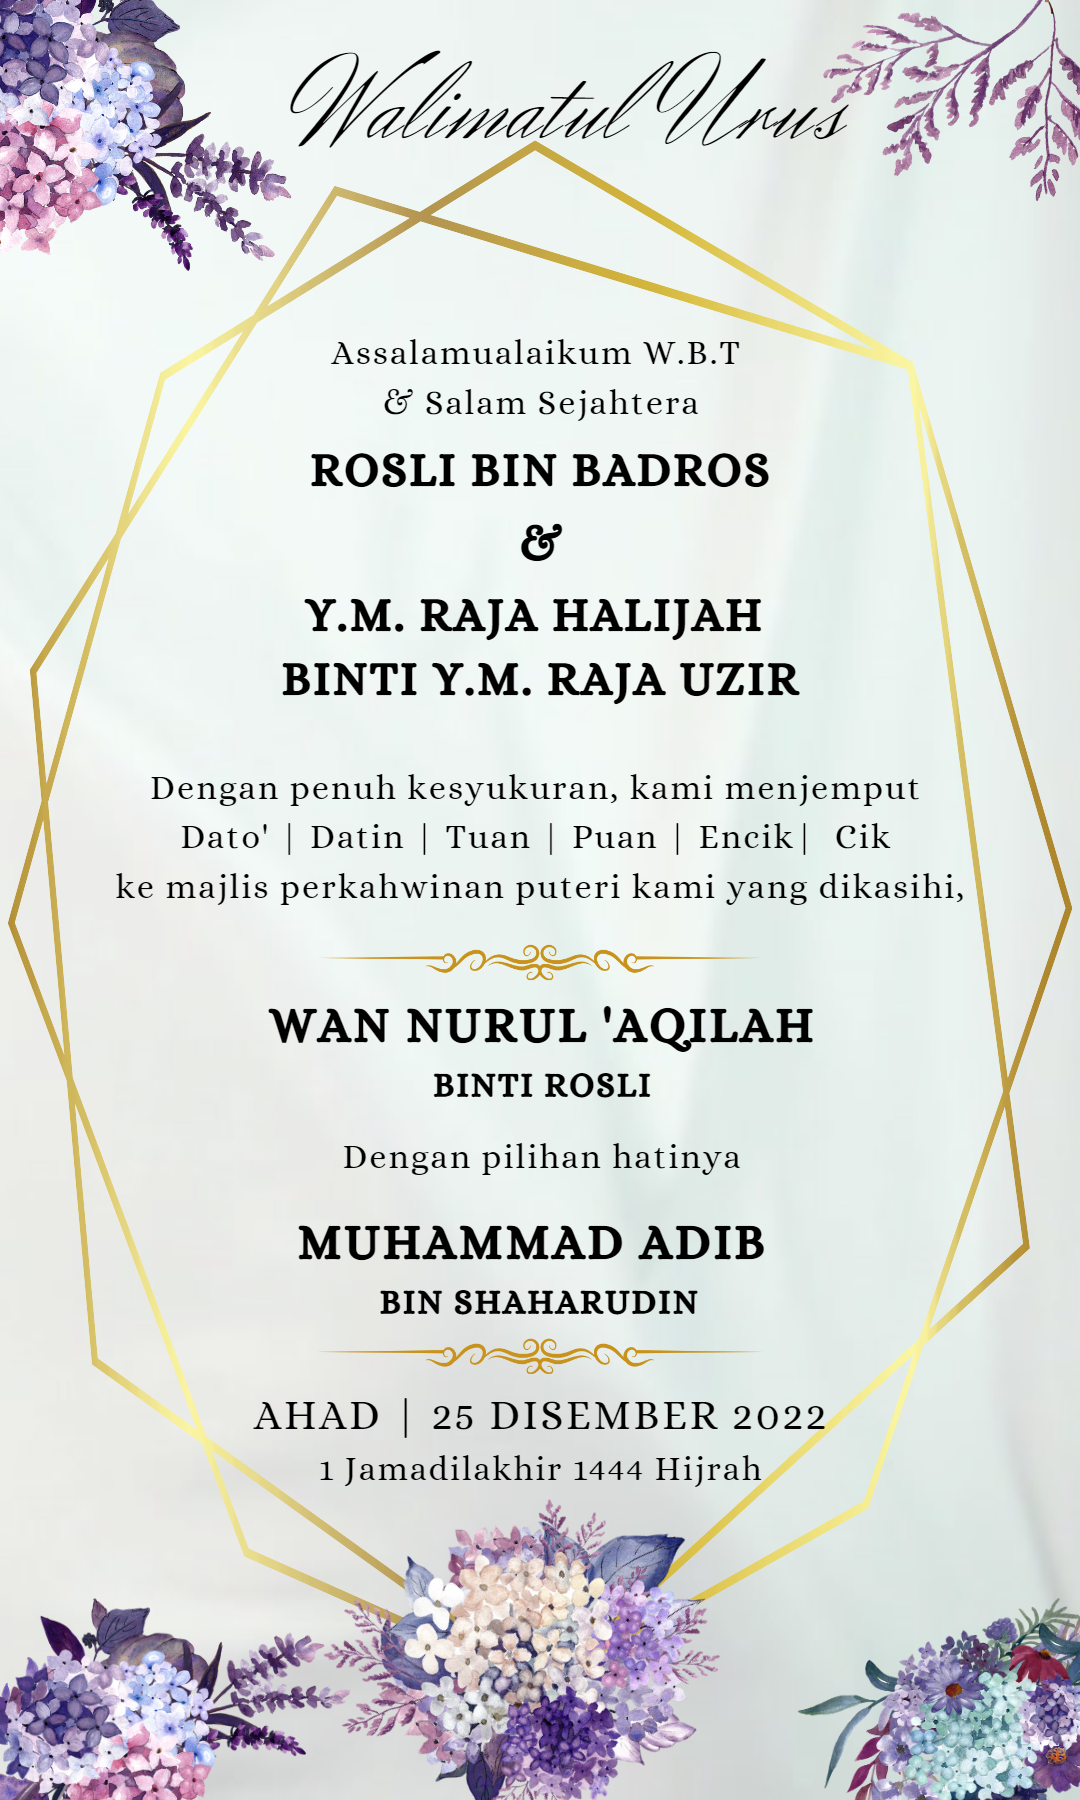 Walimatul Urus
Assalamualaikum W.B.T
& Salam Sejahtera
ROSLI BIN BADROS
&
Y.M. RAJA HALIJAH
BINTI Y.M. RAJA UZIR
Dengan penuh kesyukuran, kami menjemput
Dato' | Datin | Tuan | Puan | Encik| Cik
ke majlis perkahwinan puteri kami yang dikasihi,
WAN NURUL 'AQILAH
BINTI ROSLI
Dengan pilihan hatinya
MUHAMMAD ADIB
BIN SHAHARUDIN
AHAD | 25 DISEMBER 2022
1 Jamadilakhir 1444 Hijrah